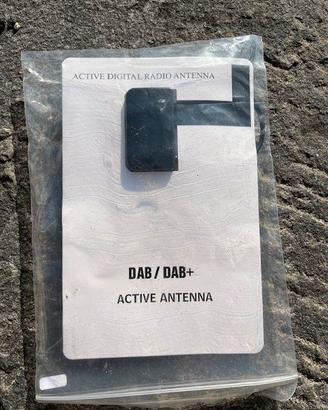 ACTIVE DIGITAL RADIO ANTENNA
DAB / DAB+
ACTIVE ANTENNA